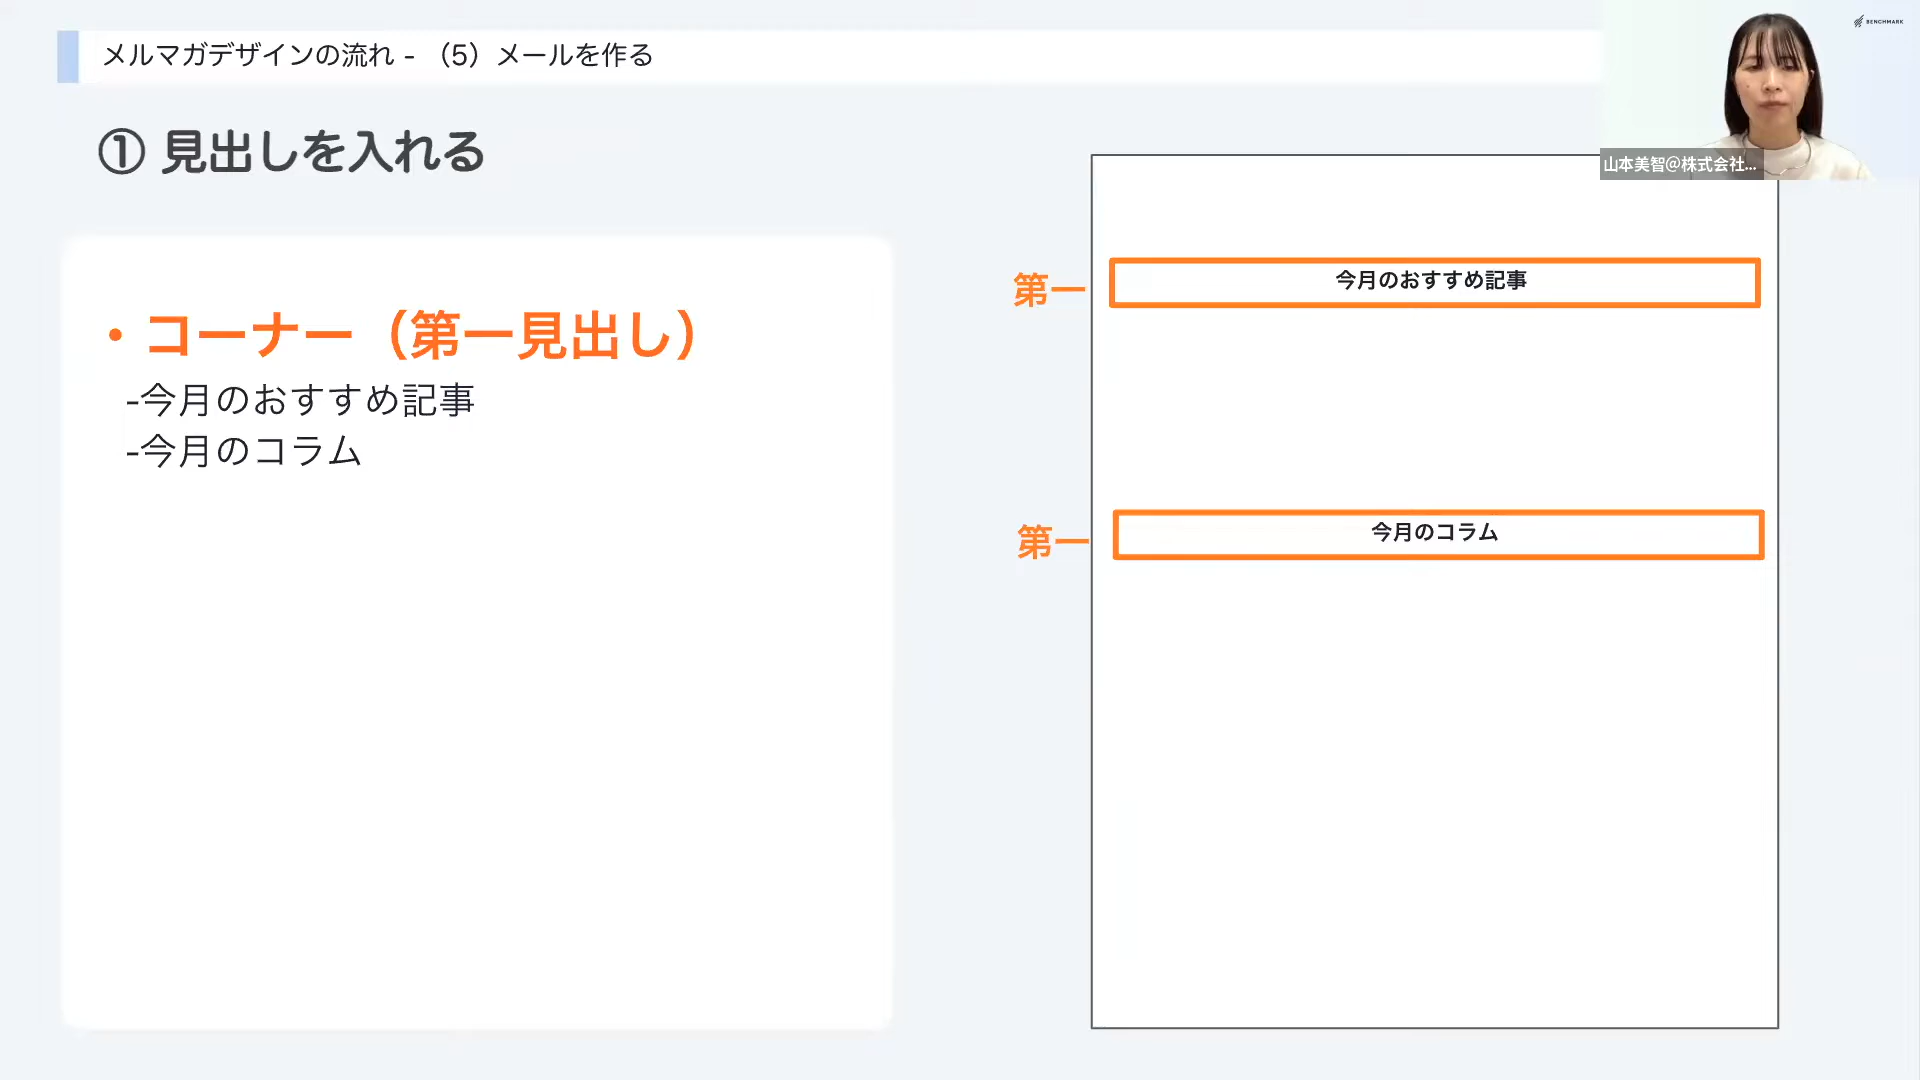 メルマガデザインの流れ - （5）メールを作る
BENCHMARK
① 見出しを入れる
山本美智@株式会社...
・コーナー（第一見出し）
-今月のおすすめ記事
-今月のコラム
第一
今月のおすすめ記事
第一
今月のコラム